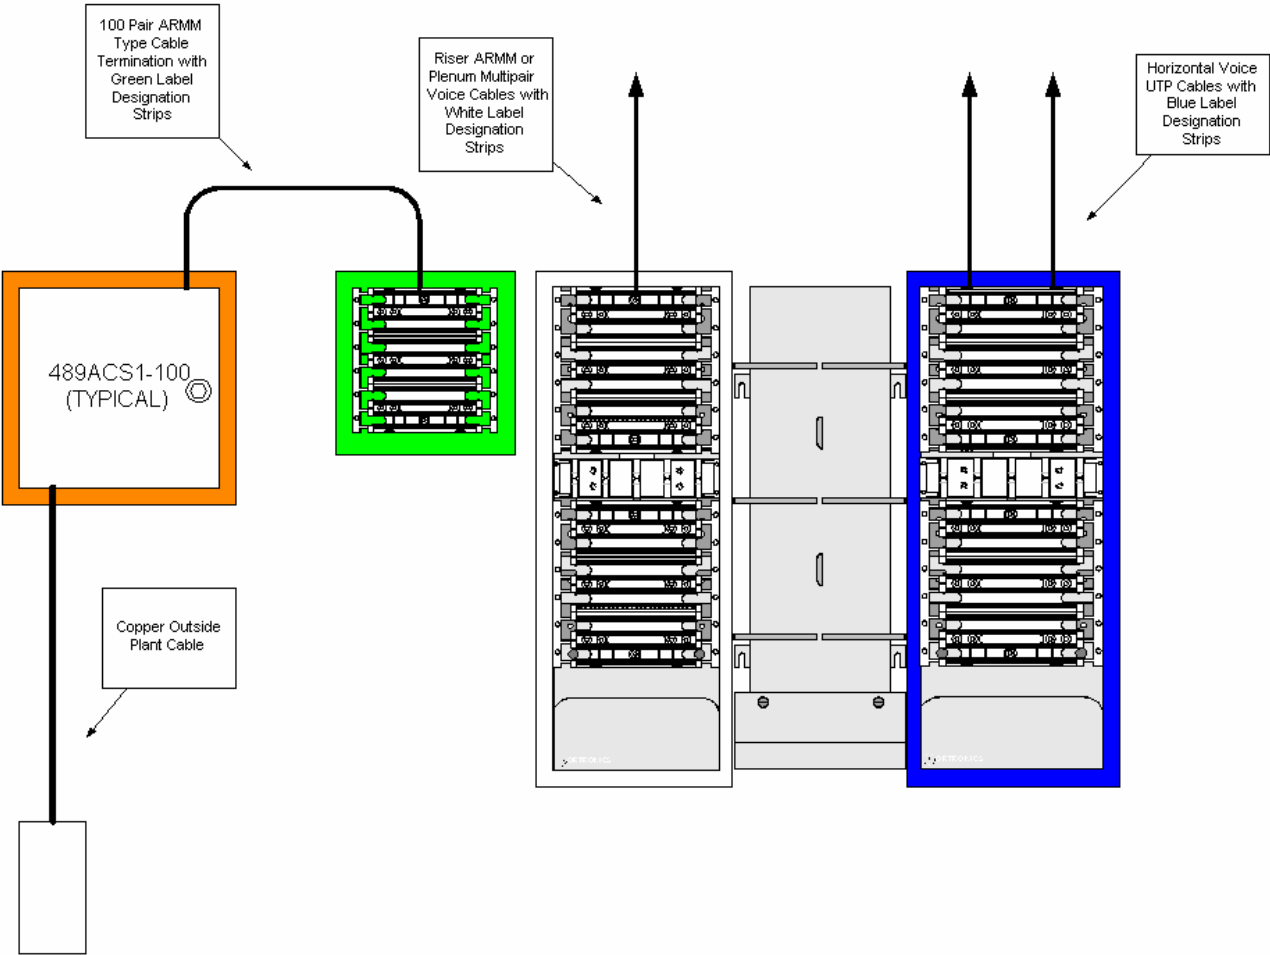 100 Pair ARMM
Type Cable
Termination with
Green Label
Designation
Strips
Riser ARMM or
Plenum Multipair
Voice Cables with
White Label
Designation
Strips
Horizontal Voice
UTP Cables with
Blue Label
Designation
Strips
489ACS1-100
(TYPICAL)
Copper Outside
Plant Cable
ORTRONICS
ORTRONICS